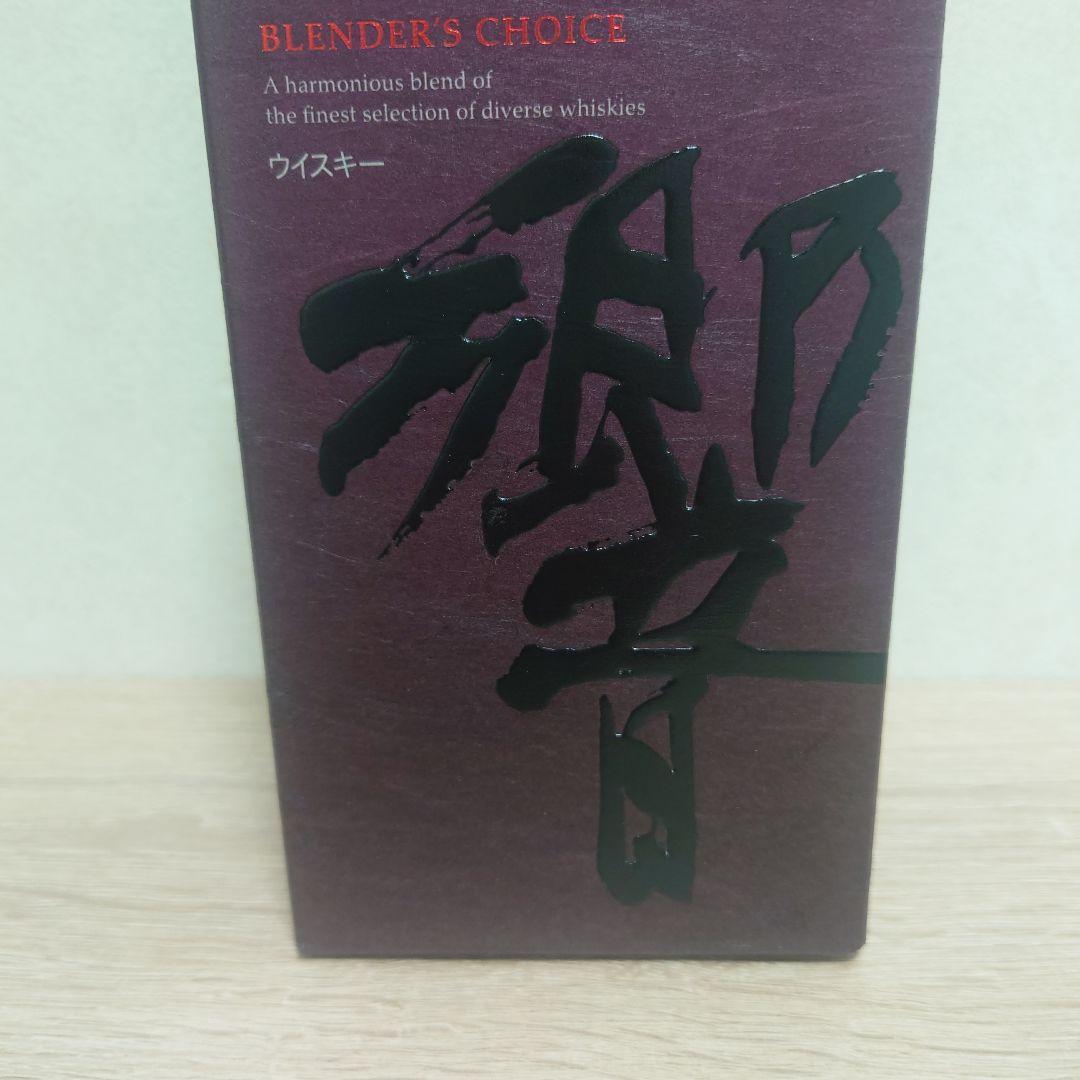 BLENDER'S CHOICE
A harmonious blend of
the finest selection of diverse whiskies
ウイスキー
響